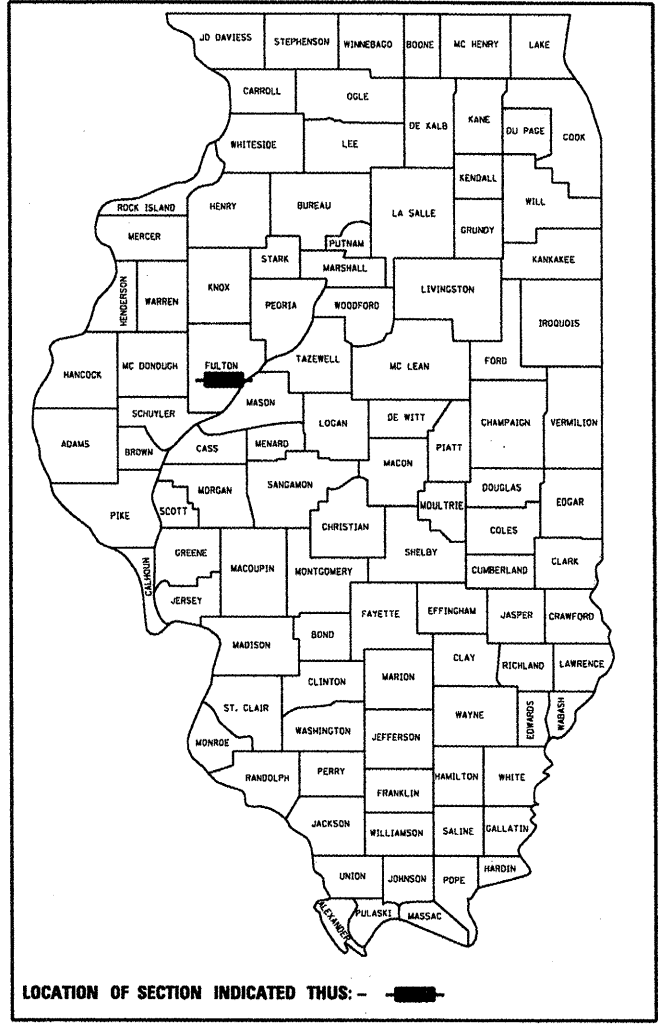 JO DAVIESS
STEPHENSON
WINNEBAGO
BOONE
MC HENRY
LAKE
CARROLL
OGLE
DE KALB
KANE
DU PAGE
COOK
WHITESIDE
LEE
KENDALL
WILL
ROCK ISLAND
HENRY
BUREAU
LA SALLE
GRUNDY
MERCER
PUTNAM
KANKAKEE
STARK
MARSHALL
HENDERSON
WARREN
KNOX
PEORIA
WOODFORD
LIVINGSTON
IROQUOIS
HANCOCK
MC DONOUGH
FULTON
TAZEWELL
MC LEAN
FORD
MASON
SCHUYLER
LOGAN
DE WITT
CHAMPAIGN
VERMILION
ADAMS
BROWN
CASS
MENARD
PIATT
MACON
MORGAN
SANGAMON
DOUGLAS
EDGAR
PIKE
SCOTT
MOULTRIE
CHRISTIAN
COLES
SHELBY
CALHOUN
GREENE
MACOUPIN
MONTGOMERY
CUMBERLAND
CLARK
JERSEY
FAYETTE
EFFINGHAM
JASPER
CRAWFORD
MADISON
BOND
CLAY
RICHLAND
LAWRENCE
CLINTON
MARION
ST. CLAIR
WAYNE
EDWARDS
WABASH
WASHINGTON
JEFFERSON
MONROE
RANDOLPH
PERRY
HAMILTON
WHITE
FRANKLIN
JACKSON
WILLIAMSON
SALINE
GALLATIN
UNION
JOHNSON
POPE
HARDIN
ALEXANDER
PULASKI
MASSAC
LOCATION OF SECTION INDICATED THUS: –